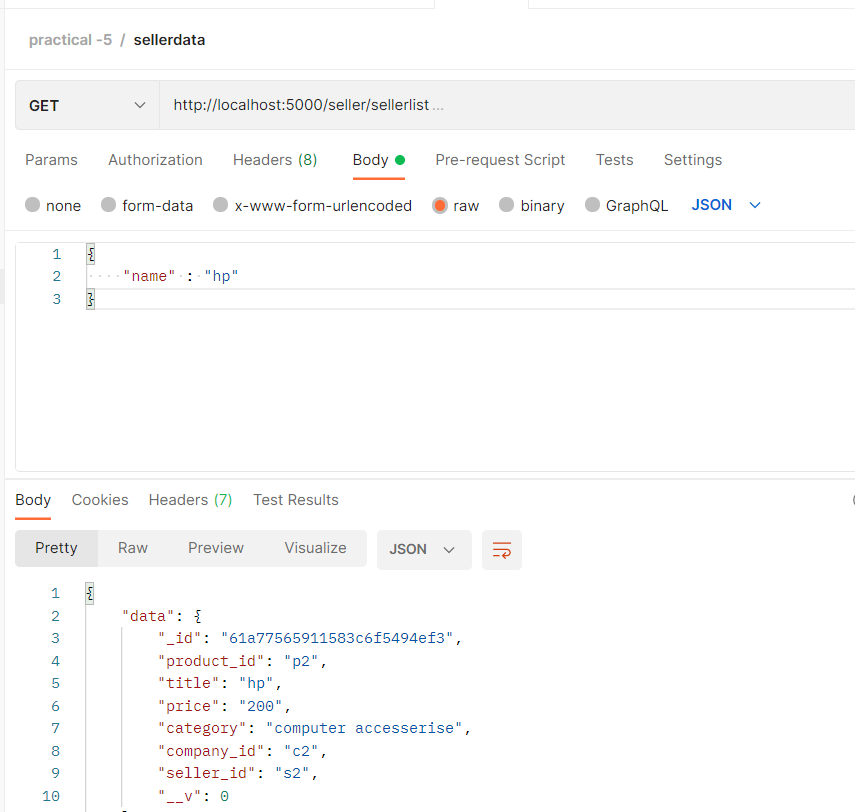 practical -5 / sellerdata
GET http://localhost:5000/seller/sellerlist ...
Params Authorization Headers (8) Body Pre-request Script Tests Settings
none form-data x-www-form-urlencoded raw binary GraphQL JSON
1 {
2 ····"name"·:·"hp"
3 }
Body Cookies Headers (7) Test Results
Pretty Raw Preview Visualize JSON
1 {
2 "data": {
3 "_id": "61a77565911583c6f5494ef3",
4 "product_id": "p2",
5 "title": "hp",
6 "price": "200",
7 "category": "computer accesserise",
8 "company_id": "c2",
9 "seller_id": "s2",
10 "__v": 0